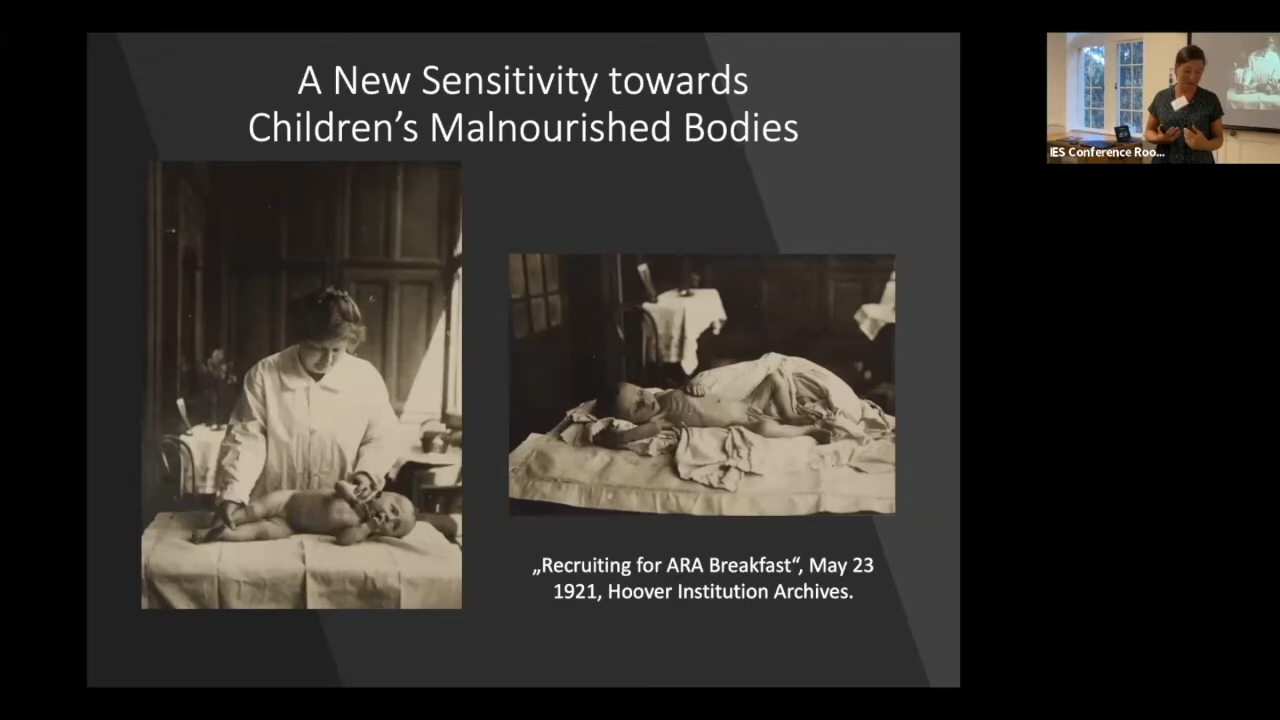 A New Sensitivity towards
Children's Malnourished Bodies
„Recruiting for ARA Breakfast“, May 23
1921, Hoover Institution Archives.
IES Conference Roo...